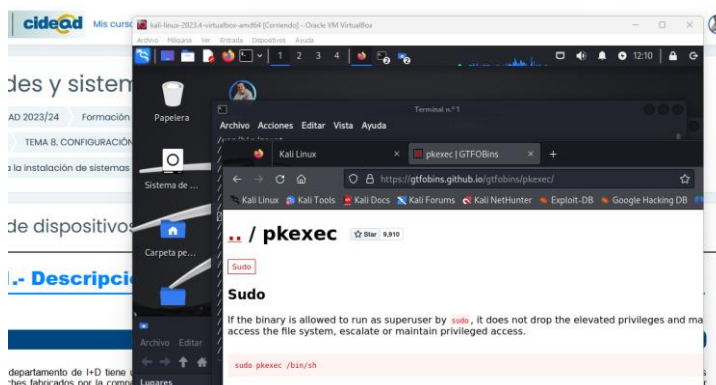 cidead
Mis curs
kali-linux-2023.4-virtualbox-amd64 [Corriendo] - Oracle VM VirtualBox
Archivo Máquina Ver Entrada Dispositivos Ayuda
1 2 3 4
12:10
des y sistem
AD 2023/24 Formación
TEMA 8. CONFIGURACIÓN
a la instalación de sistemas
de dispositivos
1.- Descripci
departamento de I+D tiene
ches fabricados por la comp
Papelera
Sistema de ...
Carpeta pe...
Archivo Editar
Lugares
Terminal n.º 1
Archivo Acciones Editar Vista Ayuda
Kali Linux
pkexec | GTFOBins
https://gtfobins.github.io/gtfobins/pkexec/
Kali Linux Kali Tools Kali Docs Kali Forums Kali NetHunter Exploit-DB Google Hacking DB
.. / pkexec
Star 9,910
Sudo
Sudo
If the binary is allowed to run as superuser by sudo, it does not drop the elevated privileges and ma
access the file system, escalate or maintain privileged access.
sudo pkexec /bin/sh